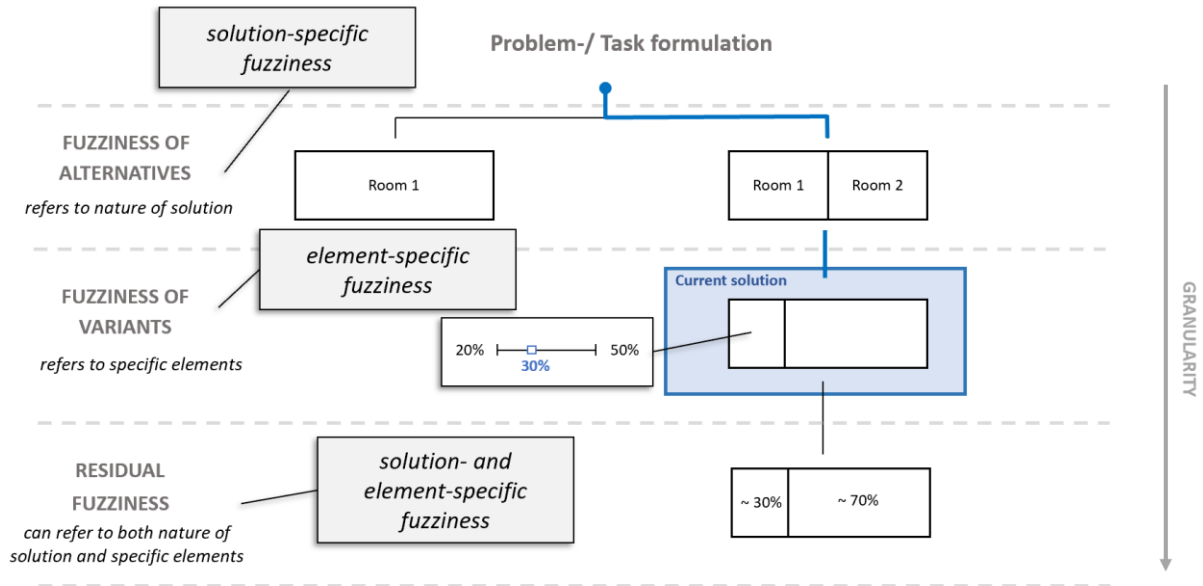 solution-specific
fuzziness
Problem-/ Task formulation
FUZZINESS OF
ALTERNATIVES
refers to nature of solution
Room 1
Room 1
Room 2
element-specific
fuzziness
FUZZINESS OF
VARIANTS
refers to specific elements
Current solution
20%
50%
30%
GRANULARITY
RESIDUAL
FUZZINESS
can refer to both nature of
solution and specific elements
solution- and
element-specific
fuzziness
~ 30%
~ 70%